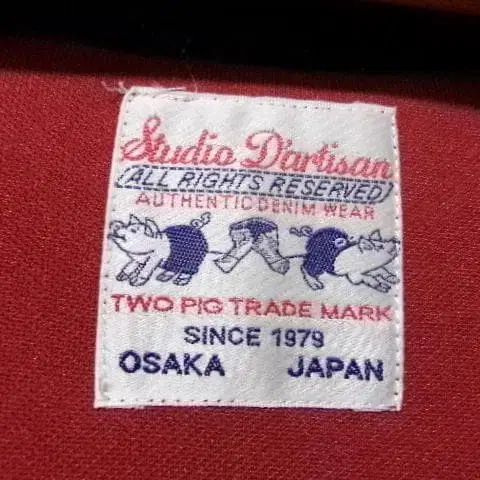 Studio D'artisan
(ALL RIGHTS RESERVED)
AUTHENTIC DENIM WEAR
TWO PIG TRADE MARK
SINCE 1979
OSAKA JAPAN